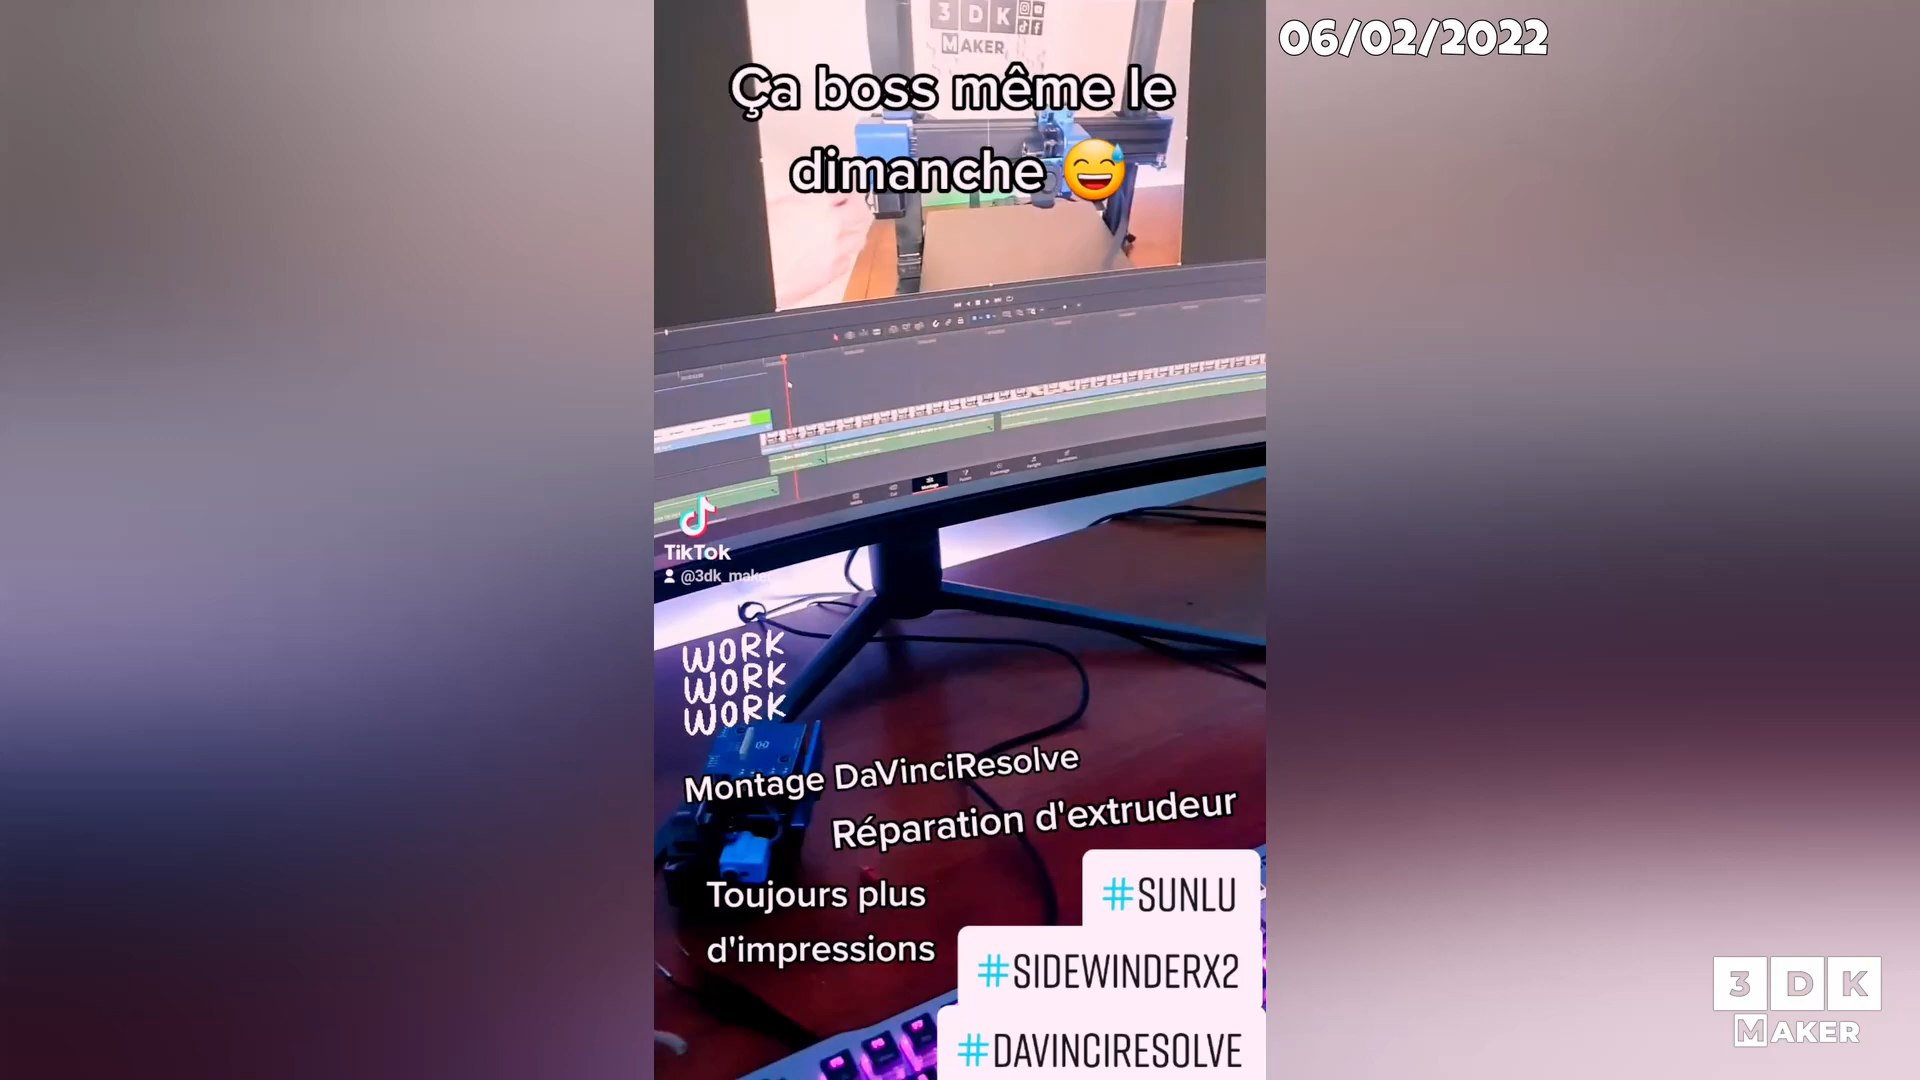 3DK
MAKER
06/02/2022
Ça boss même le
dimanche 😅
TikTok
@3dk_maker
WORK
WORK
WORK
Montage DaVinciResolve
Réparation d'extrudeur
Toujours plus
d'impressions
#SUNLU
#SIDEWINDERX2
#DAVINCIRESOLVE
3DK
MAKER